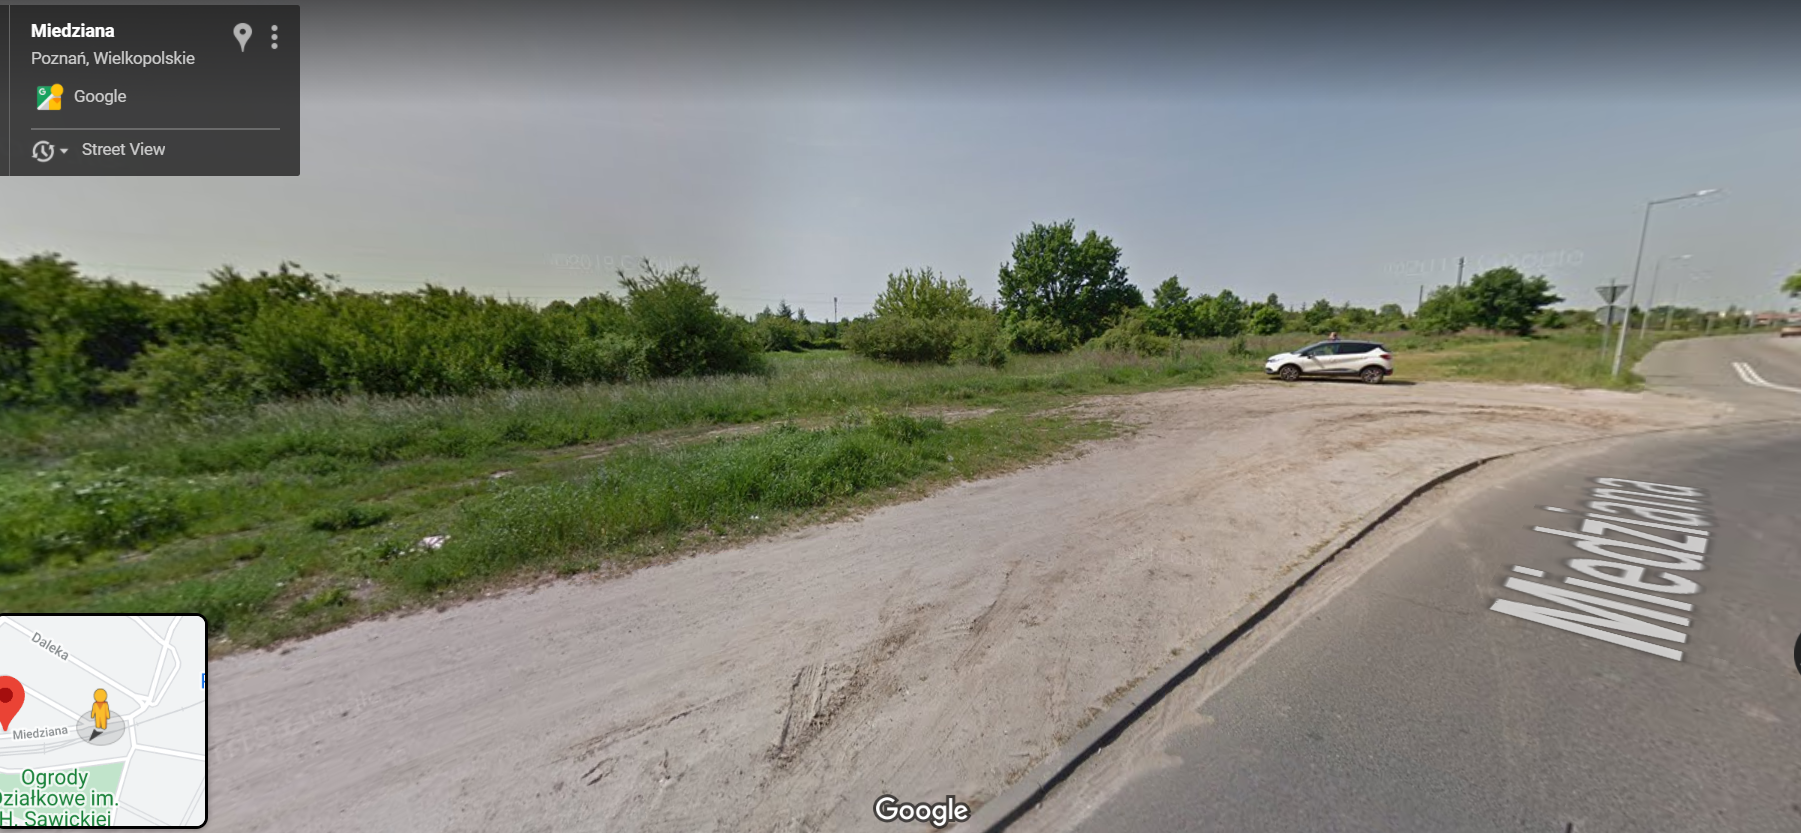 Miedziana
Poznań, Wielkopolskie
Google
Street View
Miedziana
Daleka
Miedziana
Ogrody
Działkowe im.
H. Sawickiej
Google